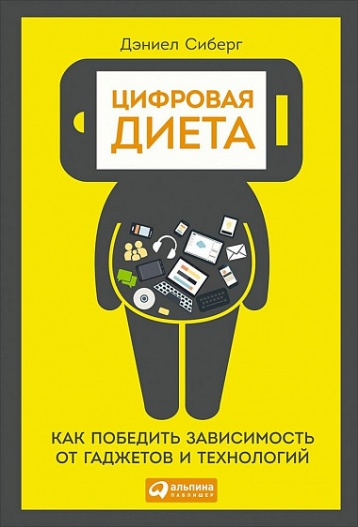 Дэниел Сиберг
ЦИФРОВАЯ
ДИЕТА
КАК ПОБЕДИТЬ ЗАВИСИМОСТЬ
ОТ ГАДЖЕТОВ И ТЕХНОЛОГИЙ
АЛЬПИНА
ПАБЛИШЕР